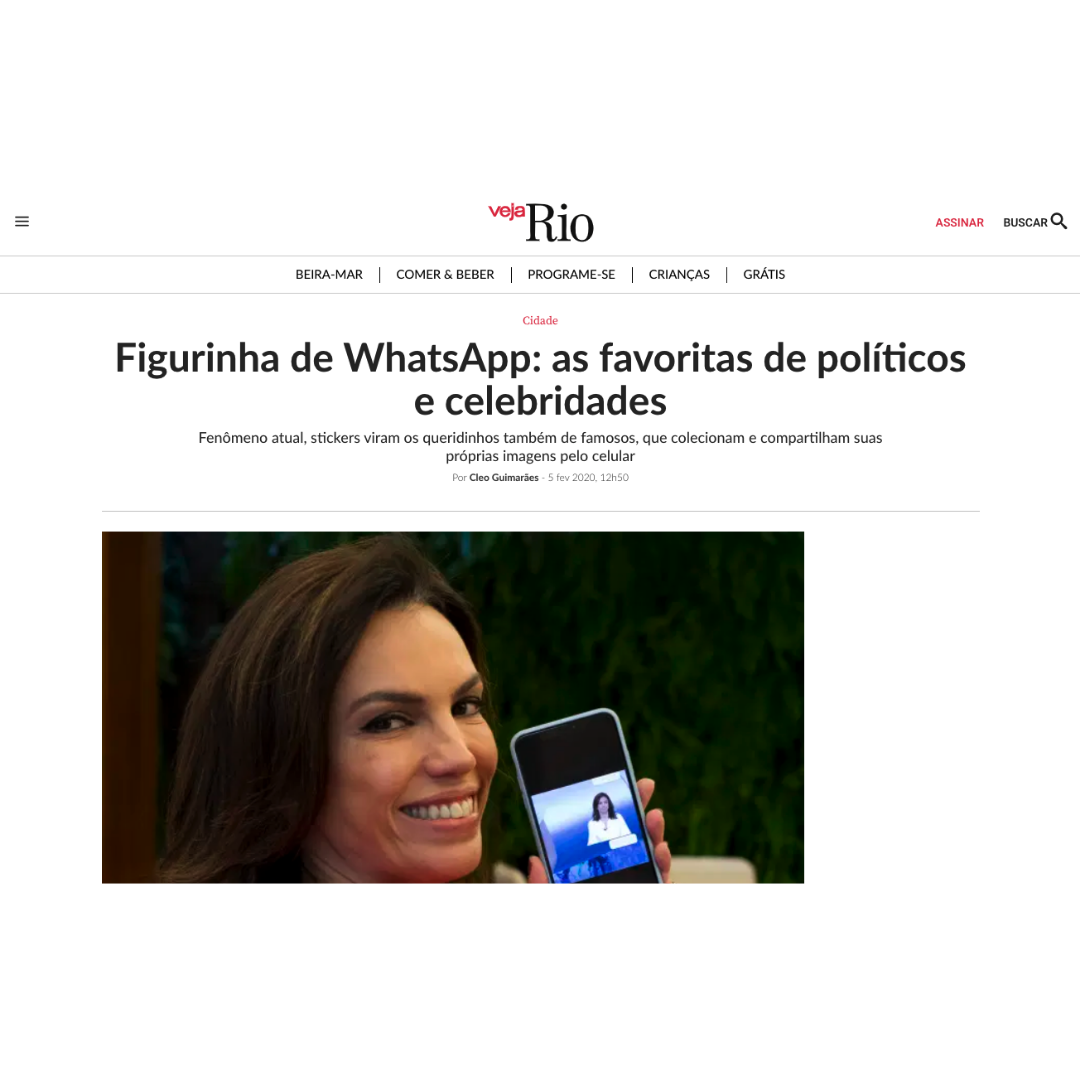 veja Rio
ASSINAR
BUSCAR
BEIRA-MAR
COMER & BEBER
PROGRAME-SE
CRIANÇAS
GRÁTIS
Cidade
Figurinha de WhatsApp: as favoritas de políticos
e celebridades
Fenômeno atual, stickers viram os queridinhos também de famosos, que colecionam e compartilham suas
próprias imagens pelo celular
Por Cleo Guimarães - 5 fev 2020, 12h50